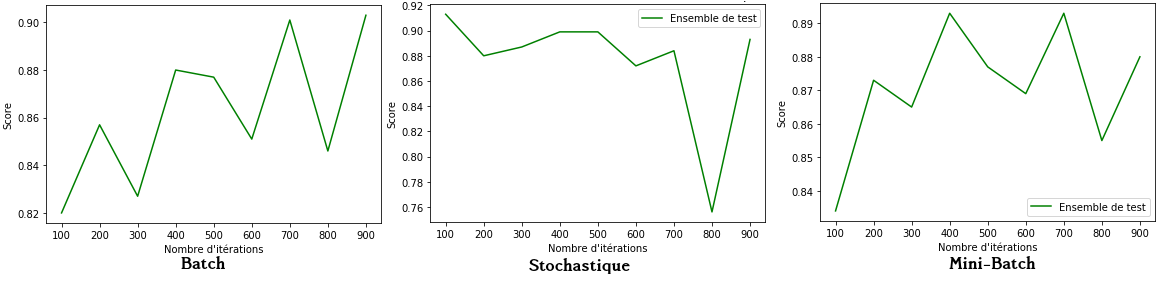 0.90
0.88
0.86
0.84
0.82
Score
100 200 300 400 500 600 700 800 900
Nombre d'itérations
Batch
0.92
0.90
0.88
0.86
0.84
0.82
0.80
0.78
0.76
Score
Ensemble de test
100 200 300 400 500 600 700 800 900
Nombre d'itérations
Stochastique
0.89
0.88
0.87
0.86
0.85
0.84
Score
Ensemble de test
100 200 300 400 500 600 700 800 900
Nombre d'itérations
Mini-Batch